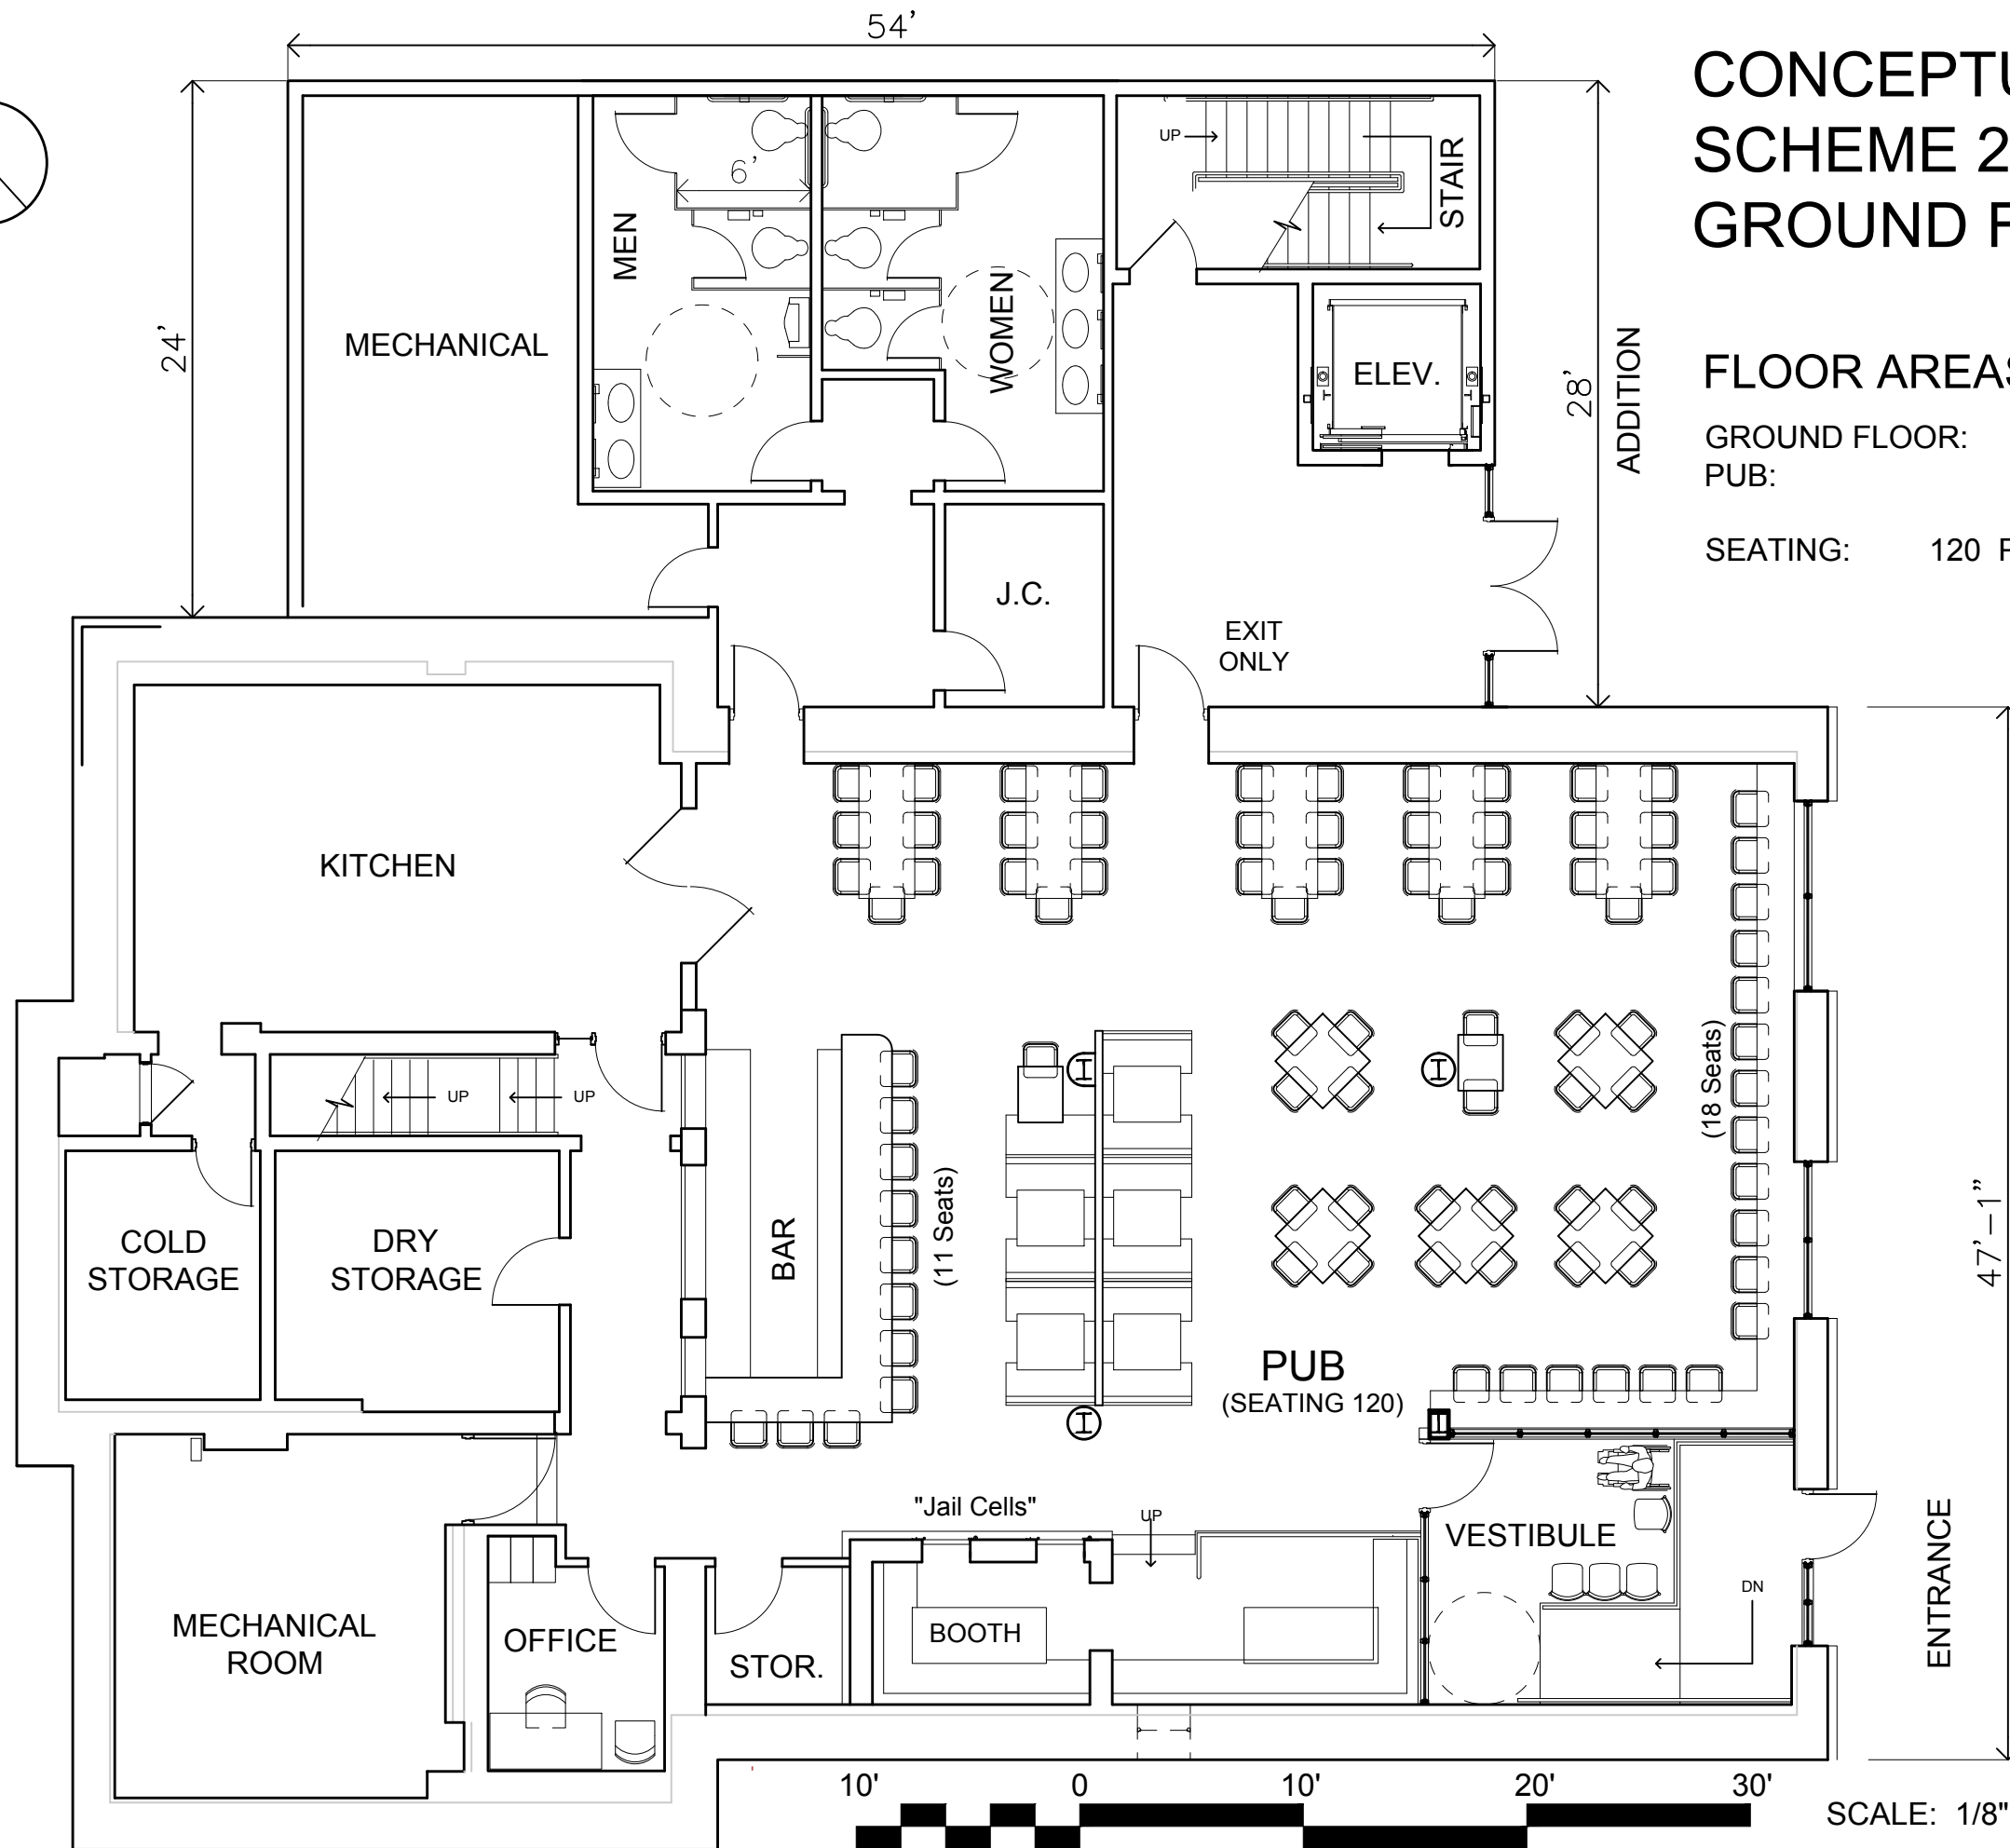 54'
CONCEPTU
SCHEME 2
GROUND F
UP
STAIR
6'
MEN
WOMEN
24'
MECHANICAL
ELEV.
28'
ADDITION
FLOOR AREAS
GROUND FLOOR:
PUB:
SEATING: 120 P
J.C.
EXIT
ONLY
KITCHEN
(18 Seats)
UP
UP
COLD
STORAGE
DRY
STORAGE
BAR
(11 Seats)
47'-1"
PUB
(SEATING 120)
"Jail Cells"
UP
VESTIBULE
ENTRANCE
DN
MECHANICAL
ROOM
OFFICE
STOR.
BOOTH
10' 0 10' 20' 30'
SCALE: 1/8"